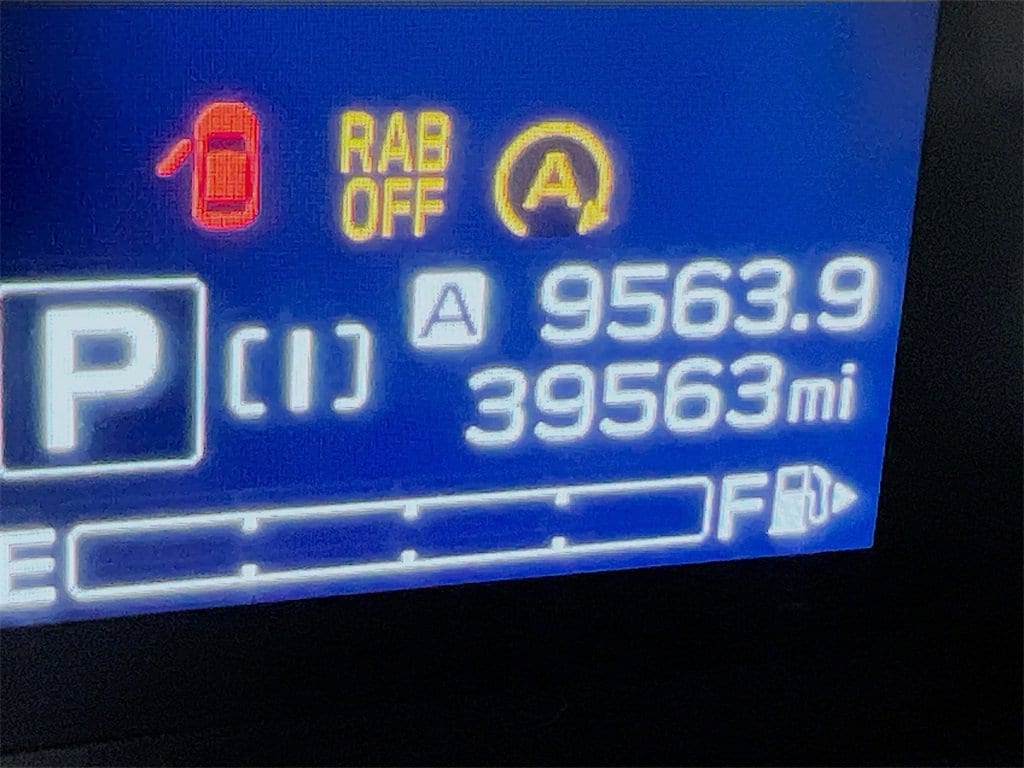 RAB
OFF
A
A 9563.9
P [I] 39563mi
E F